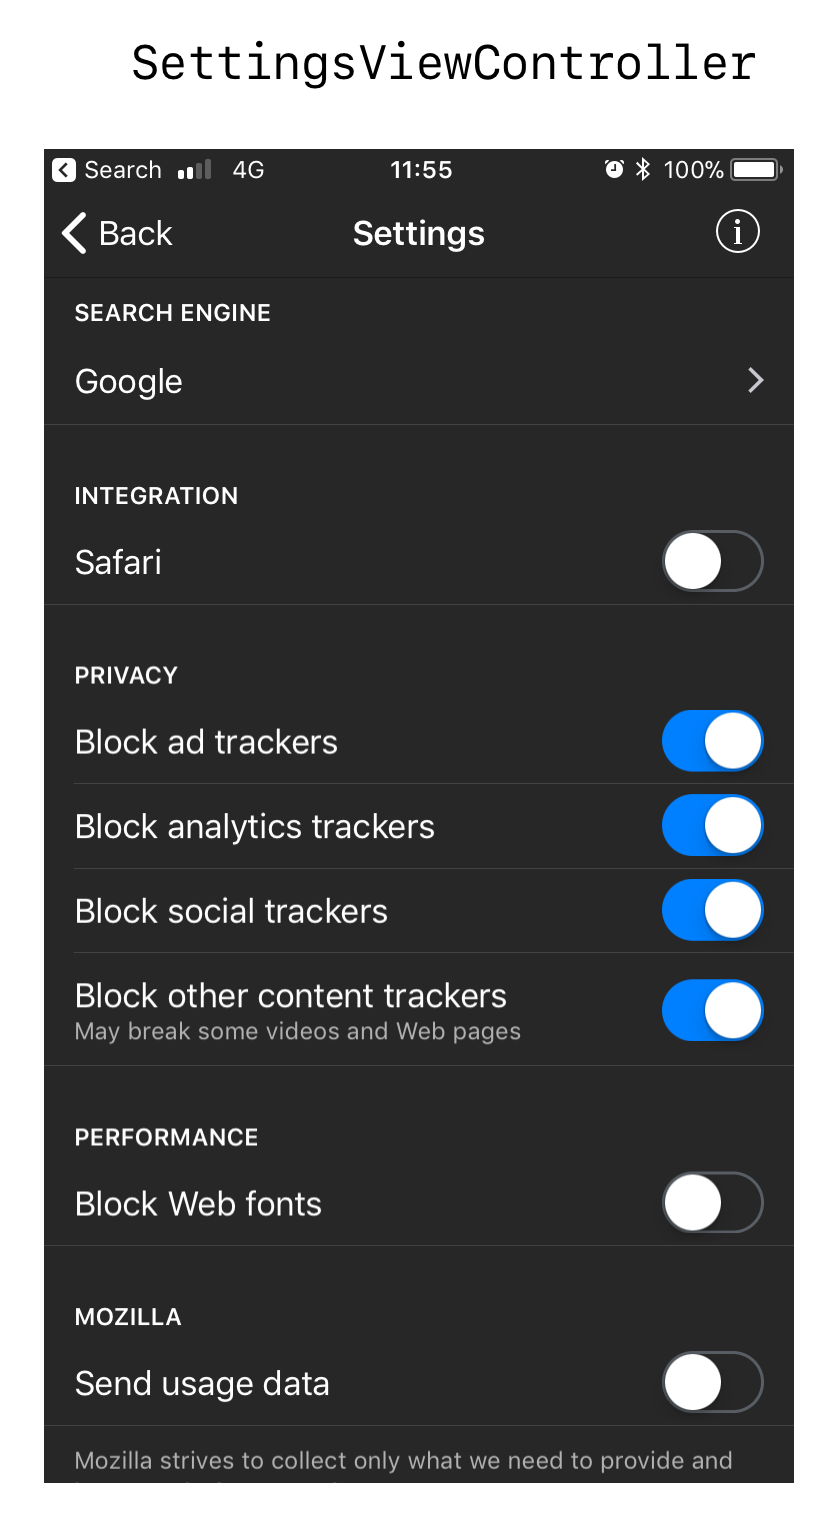 SettingsViewController
Search 4G 11:55 100%
Back Settings i
SEARCH ENGINE
Google
INTEGRATION
Safari
PRIVACY
Block ad trackers
Block analytics trackers
Block social trackers
Block other content trackers
May break some videos and Web pages
PERFORMANCE
Block Web fonts
MOZILLA
Send usage data
Mozilla strives to collect only what we need to provide and